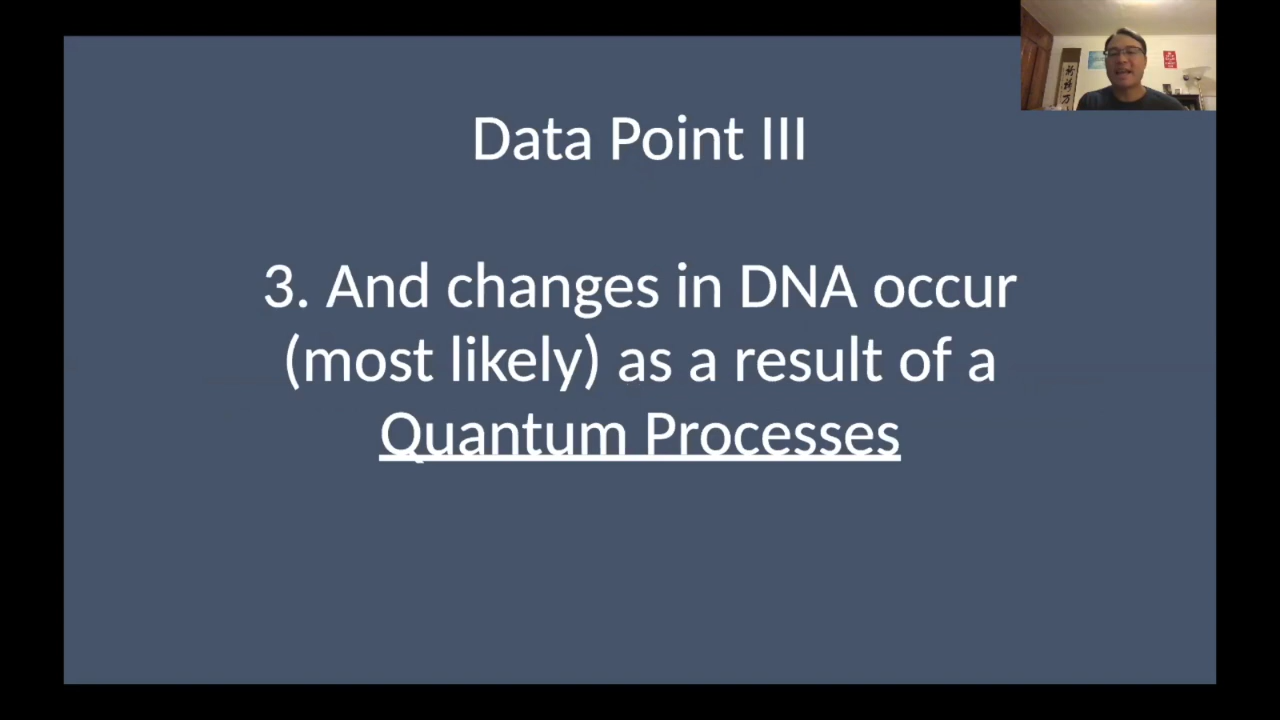 Data Point III
3. And changes in DNA occur
(most likely) as a result of a
Quantum Processes